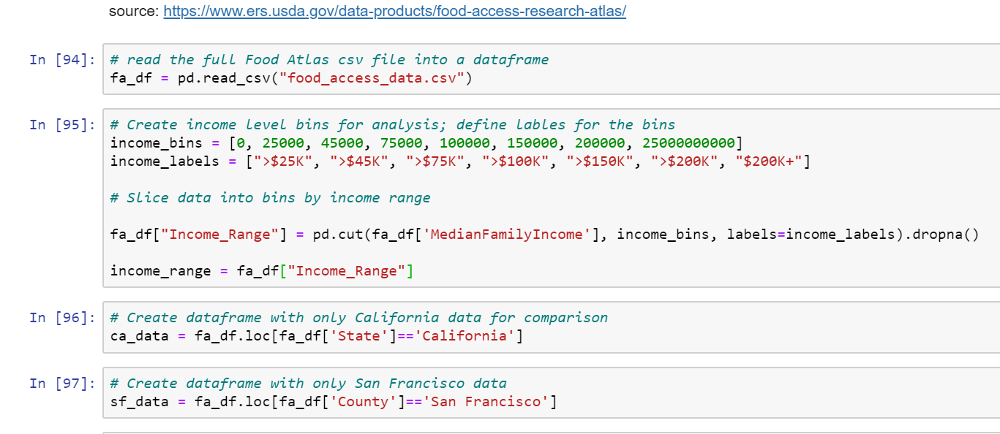 source: https://www.ers.usda.gov/data-products/food-access-research-atlas/
In [94]: # read the full Food Atlas csv file into a dataframe
fa_df = pd.read_csv("food_access_data.csv")
In [95]: # Create income level bins for analysis; define lables for the bins
income_bins = [0, 25000, 45000, 75000, 100000, 150000, 200000, 25000000000]
income_labels = [">$25K", ">$45K", ">$75K", ">$100K", ">$150K", ">$200K", "$200K+"]
# Slice data into bins by income range
fa_df["Income_Range"] = pd.cut(fa_df['MedianFamilyIncome'], income_bins, labels=income_labels).dropna()
income_range = fa_df["Income_Range"]
In [96]: # Create dataframe with only California data for comparison
ca_data = fa_df.loc[fa_df['State']=='California']
In [97]: # Create dataframe with only San Francisco data
sf_data = fa_df.loc[fa_df['County']=='San Francisco']